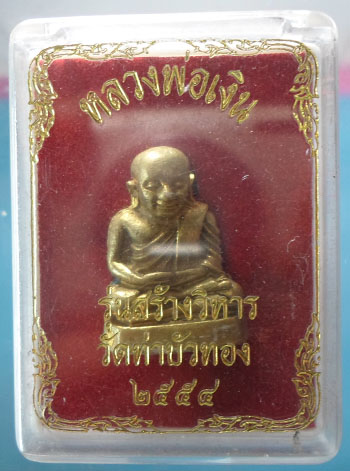 หลวงพ่อเงิน
รุ่นสร้างวิหาร
วัดท่าบัวทอง
๒๕๕๔